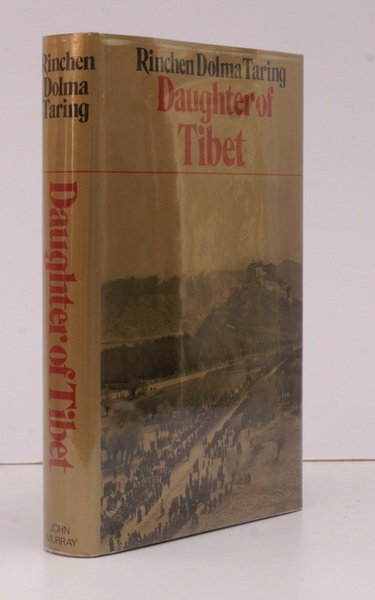 Rinchen
Dolma
Taring
Daughter of Tibet
JOHN
MURRAY
Rinchen Dolma Taring
Daughter of
Tibet